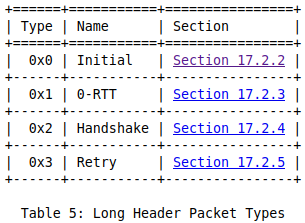 +======+===========+================+
| Type | Name      | Section        |
+======+===========+================+
|  0x0 | Initial   | Section 17.2.2 |
+------+-----------+----------------+
|  0x1 | 0-RTT     | Section 17.2.3 |
+------+-----------+----------------+
|  0x2 | Handshake | Section 17.2.4 |
+------+-----------+----------------+
|  0x3 | Retry     | Section 17.2.5 |
+------+-----------+----------------+
Table 5: Long Header Packet Types